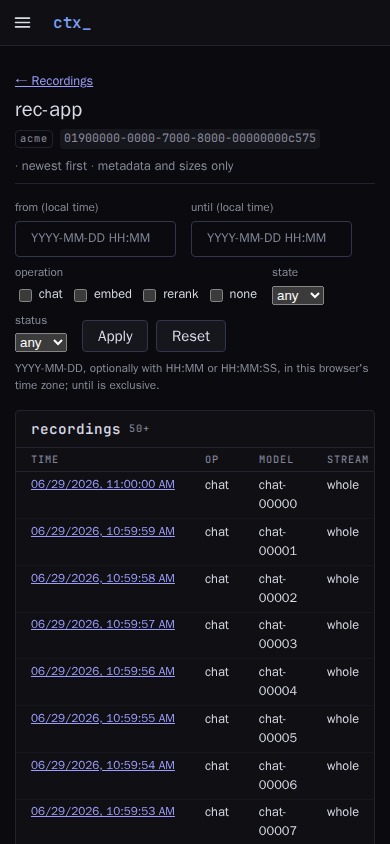 ctx_
← Recordings
rec-app
acme 01900000-0000-7000-8000-00000000c575
· newest first · metadata and sizes only
from (local time) until (local time)
YYYY-MM-DD HH:MM YYYY-MM-DD HH:MM
operation state
chat embed rerank none any
status
any Apply Reset
YYYY-MM-DD, optionally with HH:MM or HH:MM:SS, in this browser's
time zone; until is exclusive.
recordings 50+
TIME OP MODEL STREAM
06/29/2026, 11:00:00 AM chat chat- whole
00000
06/29/2026, 10:59:59 AM chat chat- whole
00001
06/29/2026, 10:59:58 AM chat chat- whole
00002
06/29/2026, 10:59:57 AM chat chat- whole
00003
06/29/2026, 10:59:56 AM chat chat- whole
00004
06/29/2026, 10:59:55 AM chat chat- whole
00005
06/29/2026, 10:59:54 AM chat chat- whole
00006
06/29/2026, 10:59:53 AM chat chat- whole
00007